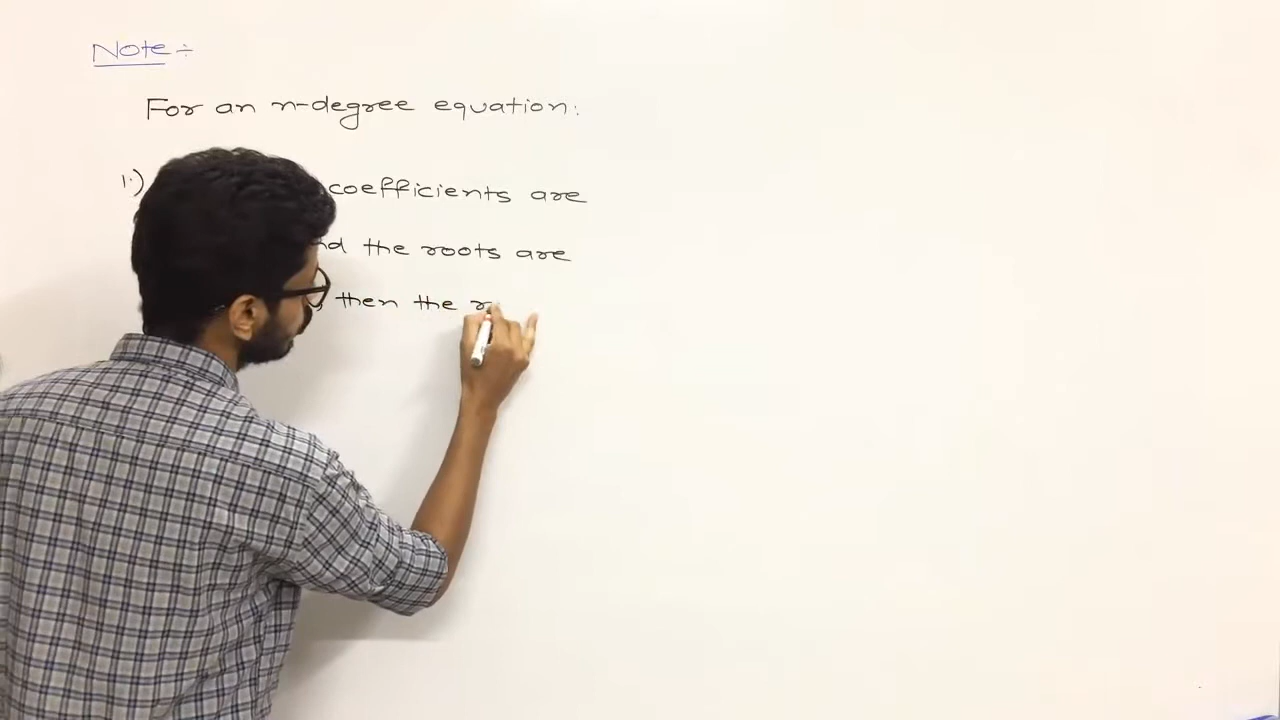 Note ÷
For an n-degree equation:
1.) coefficients are
the roots are
then the